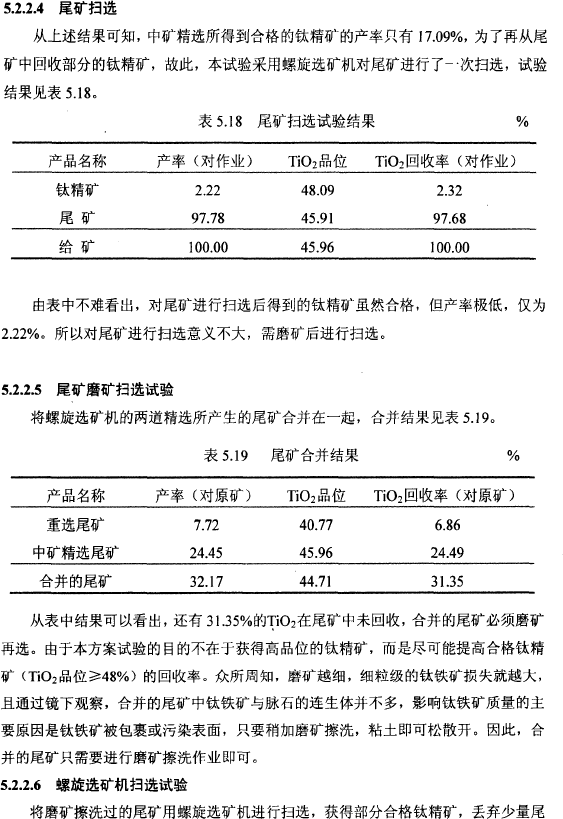 5.2.2.4 尾矿扫选
从上述结果可知，中矿精选所得到合格的钛精矿的产率只有 17.09%，为了再从尾
矿中回收部分的钛精矿，故此，本试验采用螺旋选矿机对尾矿进行了一次扫选，试验
结果见表 5.18。
表 5.18 尾矿扫选试验结果 %
产品名称 产率（对作业） TiO₂品位 TiO₂回收率（对作业）
钛精矿 2.22 48.09 2.32
尾 矿 97.78 45.91 97.68
给 矿 100.00 45.96 100.00
由表中不难看出，对尾矿进行扫选后得到的钛精矿虽然合格，但产率极低，仅为
2.22%。所以对尾矿进行扫选意义不大，需磨矿后进行扫选。
5.2.2.5 尾矿磨矿扫选试验
将螺旋选矿机的两道精选所产生的尾矿合并在一起，合并结果见表 5.19。
表 5.19 尾矿合并结果 %
产品名称 产率（对原矿） TiO₂品位 TiO₂回收率（对原矿）
重选尾矿 7.72 40.77 6.86
中矿精选尾矿 24.45 45.96 24.49
合并的尾矿 32.17 44.71 31.35
从表中结果可以看出，还有 31.35%的TiO₂在尾矿中未回收，合并的尾矿必须磨矿
再选。由于本方案试验的目的不在于获得高品位的钛精矿，而是尽可能提高合格钛精
矿（TiO₂品位≥48%）的回收率。众所周知，磨矿越细，细粒级的钛铁矿损失就越大，
且通过镜下观察，合并的尾矿中钛铁矿与脉石的连生体并不多，影响钛铁矿质量的主
要原因是钛铁矿被包裹或污染表面，只要稍加磨矿擦洗，粘土即可松散开。因此，合
并的尾矿只需要进行磨矿擦洗作业即可。
5.2.2.6 螺旋选矿机扫选试验
将磨矿擦洗过的尾矿用螺旋选矿机进行扫选，获得部分合格钛精矿，丢弃少量尾